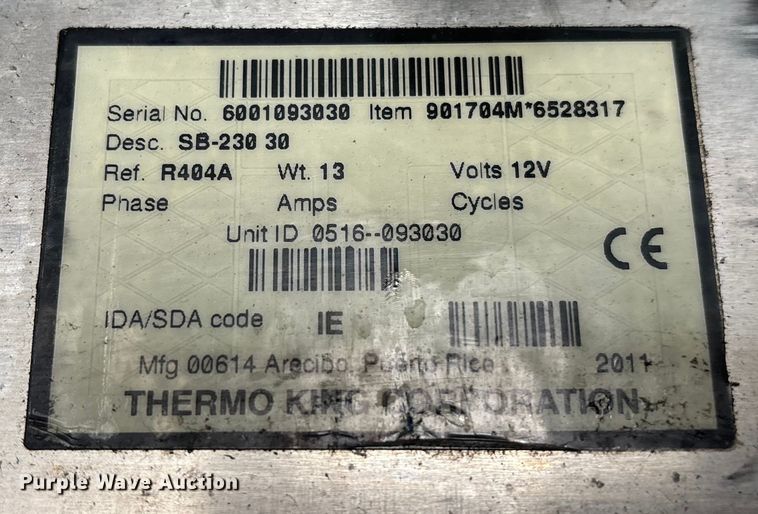 Serial No. 6001093030 Item 901704M*6528317
Desc. SB-230 30
Ref. R404A Wt. 13 Volts 12V
Phase Amps Cycles
Unit ID 0516--093030
CE
IDA/SDA code IE
Mfg 00614 Arecibo, Puerto Rico 2011
THERMO KING CORPORATION
Purple Wave Auction